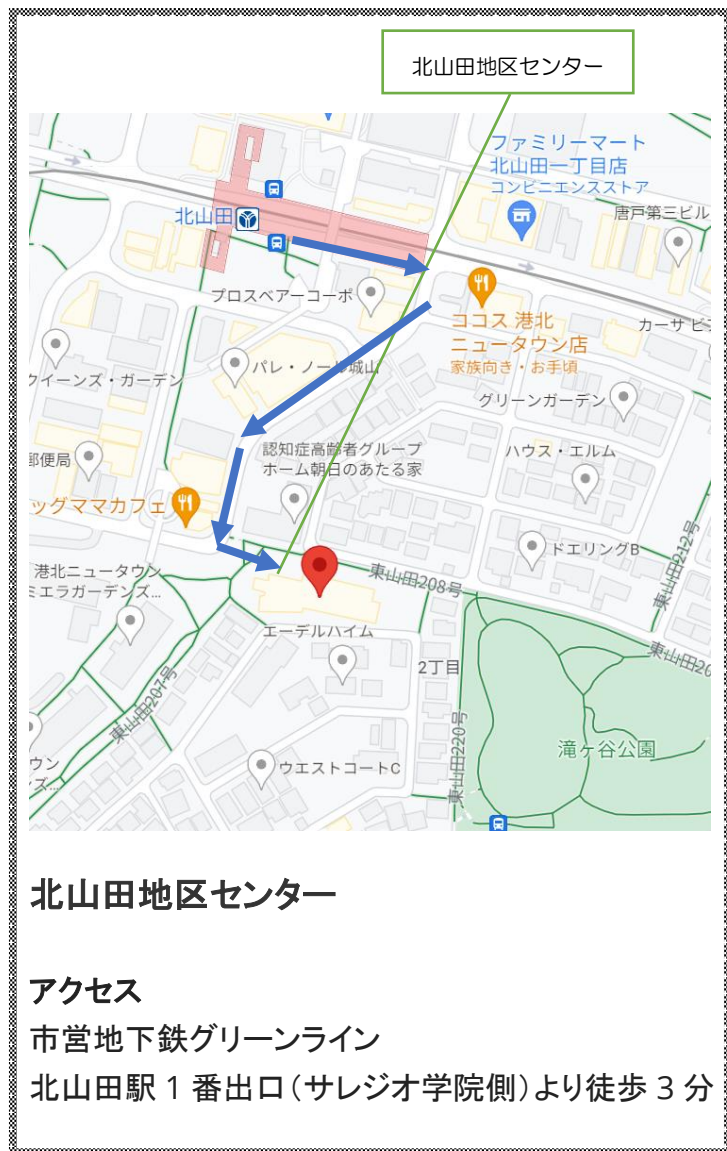 北山田地区センター
ファミリーマート
北山田一丁目店
コンビニエンスストア
北山田
唐戸第三ビル
プロスペアーコーポ
ココス 港北
ニュータウン店
家族向き・お手頃
カーサ ビ
パレ・ノール城山
クイーンズ・ガーデン
グリーンガーデン
認知症高齢者グループ
ホーム朝日のあたる家
ハウス・エルム
郵便局
ッグママカフェ
ドエリングB
東山田212号
港北ニュータウン
ミエラガーデンズ...
東山田208号
エーデルハイム
2丁目
東山田20
東山田207号
東山田220号
滝ヶ谷公園
ウン
ンズ...
ウエストコートC
北山田地区センター
アクセス
市営地下鉄グリーンライン
北山田駅 1 番出口（サレジオ学院側）より徒歩 3 分